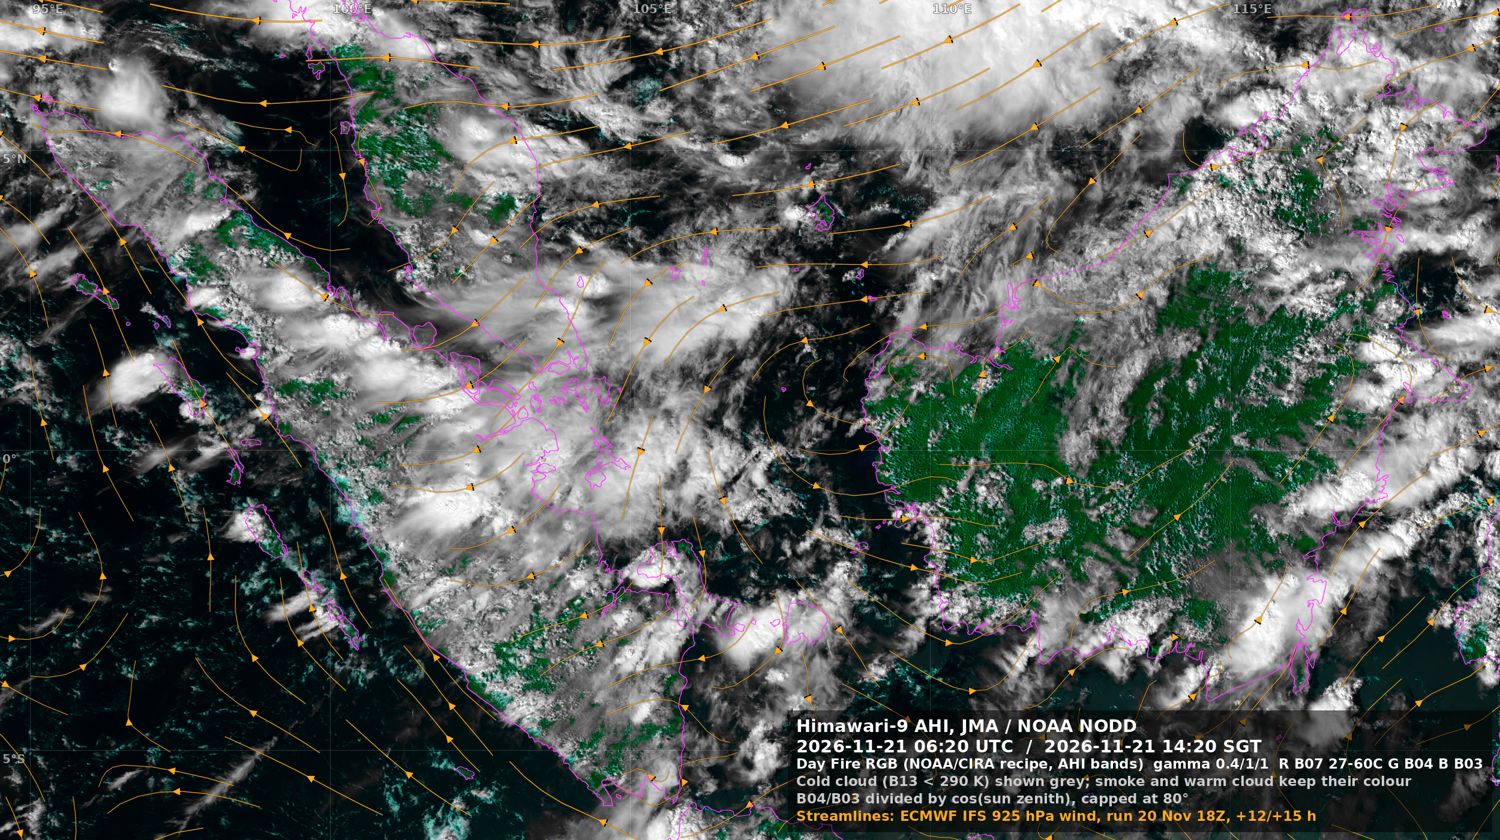 95°E
100°E
105°E
110°E
115°E
5°N
0°
5°S
Himawari-9 AHI, JMA / NOAA NODD
2026-11-21 06:20 UTC / 2026-11-21 14:20 SGT
Day Fire RGB (NOAA/CIRA recipe, AHI bands) gamma 0.4/1/1 R B07 27-60C G B04 B B03
Cold cloud (B13 < 290 K) shown grey; smoke and warm cloud keep their colour
B04/B03 divided by cos(sun zenith), capped at 80°
Streamlines: ECMWF IFS 925 hPa wind, run 20 Nov 18Z, +12/+15 h